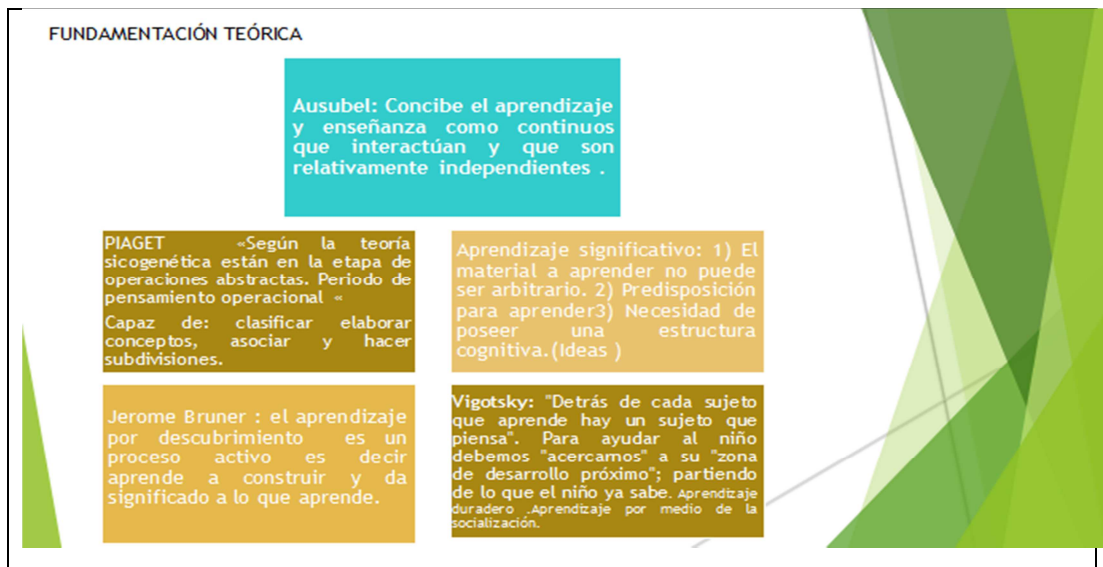 FUNDAMENTACIÓN TEÓRICA
Ausubel: Concibe el aprendizaje
y enseñanza como continuos
que interactúan y que son
relativamente independientes .
PIAGET «Según la teoría
sicogenética están en la etapa de
operaciones abstractas. Periodo de
pensamiento operacional «
Capaz de: clasificar elaborar
conceptos, asociar y hacer
subdivisiones.
Aprendizaje significativo: 1) El
material a aprender no puede
ser arbitrario. 2) Predisposición
para aprender3) Necesidad de
poseer una estructura
cognitiva.(Ideas )
Jerome Bruner : el aprendizaje
por descubrimiento es un
proceso activo es decir
aprende a construir y da
significado a lo que aprende.
Vigotsky: "Detrás de cada sujeto
que aprende hay un sujeto que
piensa". Para ayudar al niño
debemos "acercarnos" a su "zona
de desarrollo próximo"; partiendo
de lo que el niño ya sabe. Aprendizaje
duradero .Aprendizaje por medio de la
socialización.